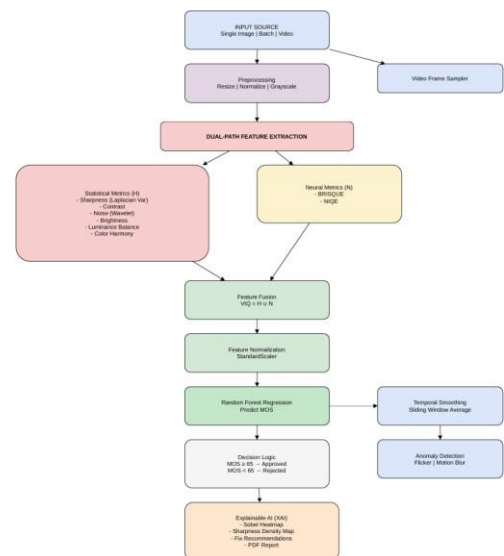 INPUT SOURCE
Single Image | Batch | Video
Preprocessing
Resize | Normalize | Grayscale
Video Frame Sampler
DUAL-PATH FEATURE EXTRACTION
Statistical Metrics (H)
- Sharpness (Laplacian Var)
- Contrast
- Noise (Wavelet)
- Brightness
- Luminance Balance
- Color Harmony
Neural Metrics (N)
- BRISQUE
- NIQE
Feature Fusion
VIQ = H ∪ N
Feature Normalization
StandardScaler
Random Forest Regression
Predict MOS
Temporal Smoothing
Sliding Window Average
Decision Logic
MOS ≥ 65 → Approved
MOS < 65 → Rejected
Anomaly Detection
Flicker | Motion Blur
Explainable AI (XAI)
- Sobel Heatmap
- Sharpness Density Map
- Fix Recommendations
- PDF Report